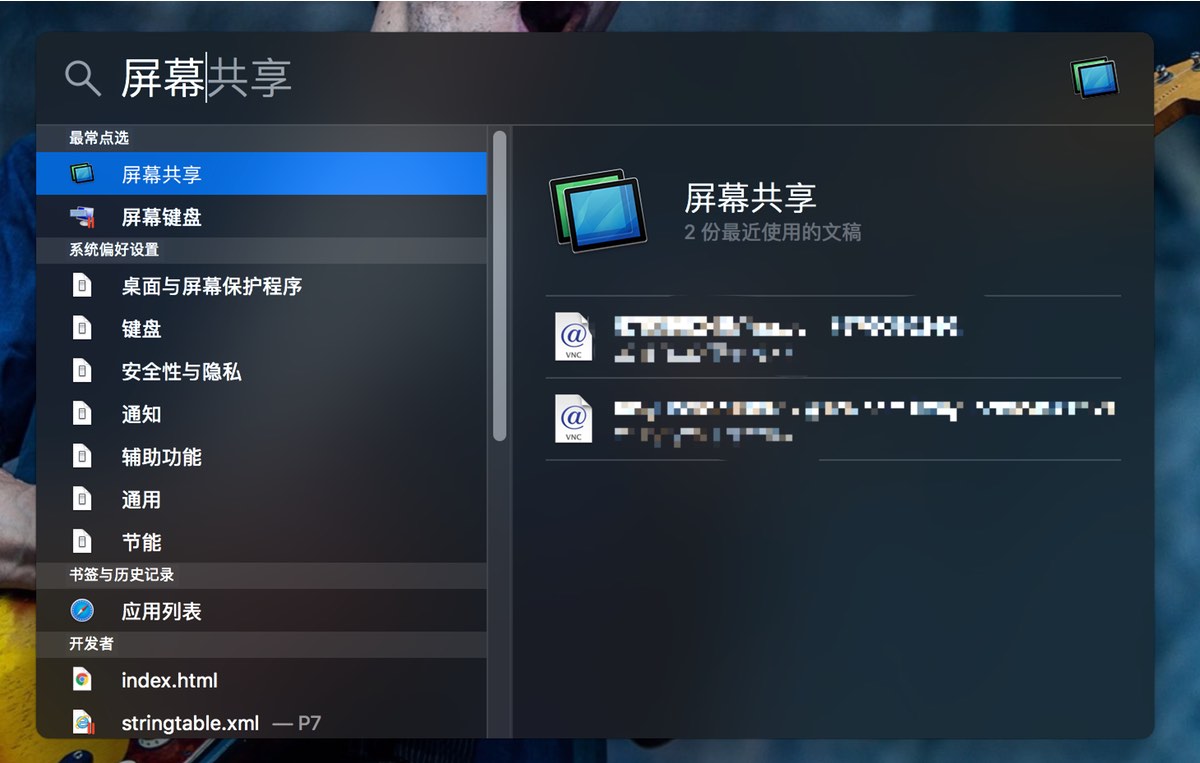 屏幕共享
最常点选
屏幕共享
屏幕键盘
系统偏好设置
桌面与屏幕保护程序
键盘
安全性与隐私
通知
辅助功能
通用
节能
书签与历史记录
应用列表
开发者
index.html
stringtable.xml — P7
屏幕共享
2 份最近使用的文稿
@
VNC
@
VNC